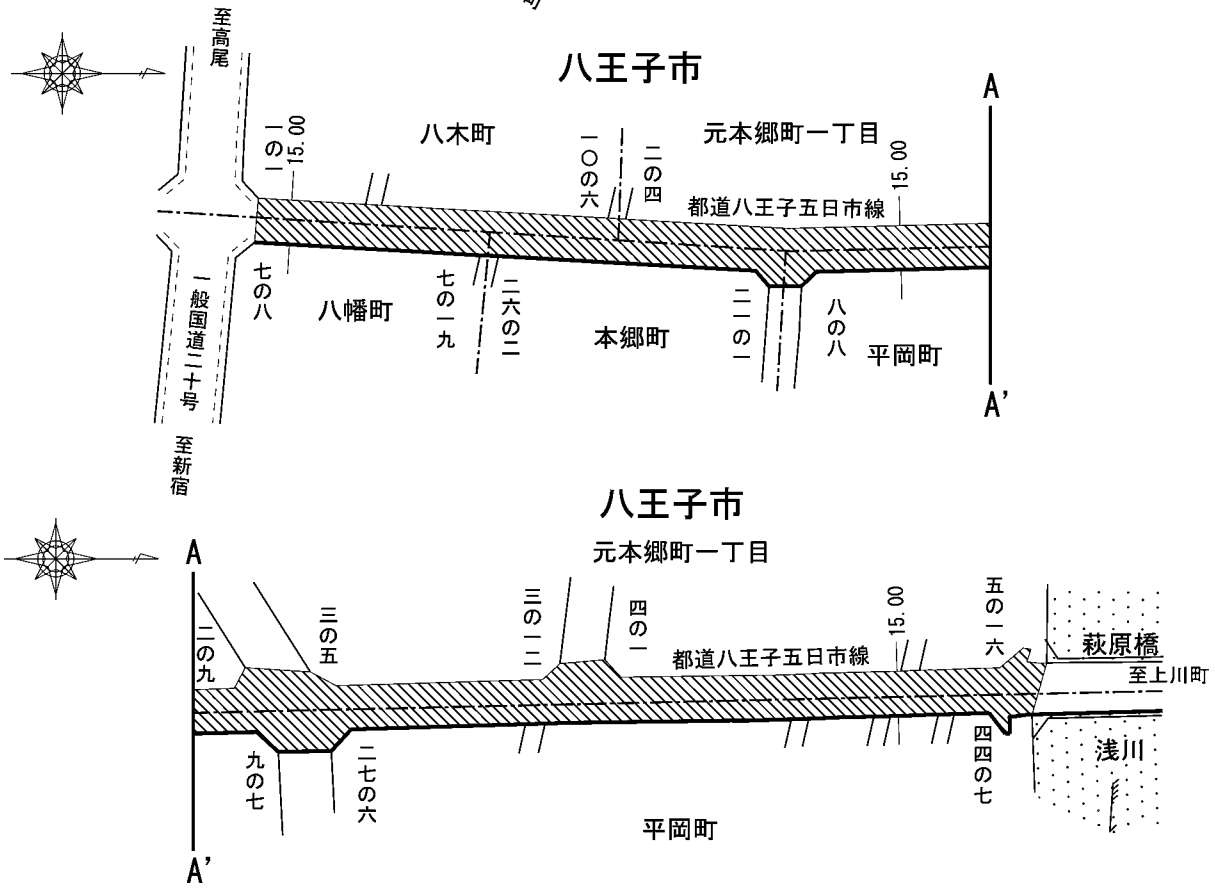 町
至高尾
八王子市
A
一の一
15.00
八木町
一〇の六
二の四
元本郷町一丁目
15.00
都道八王子五日市線
七の八
一般国道二十号
八幡町
七の一九
二六の二
本郷町
二一の一
八の八
平岡町
A'
至新宿
八王子市
元本郷町一丁目
A
二の九
三の五
三の一二
四の一
都道八王子五日市線
15.00
五の一六
萩原橋
至上川町
九の七
二七の六
四四の七
浅川
平岡町
A'